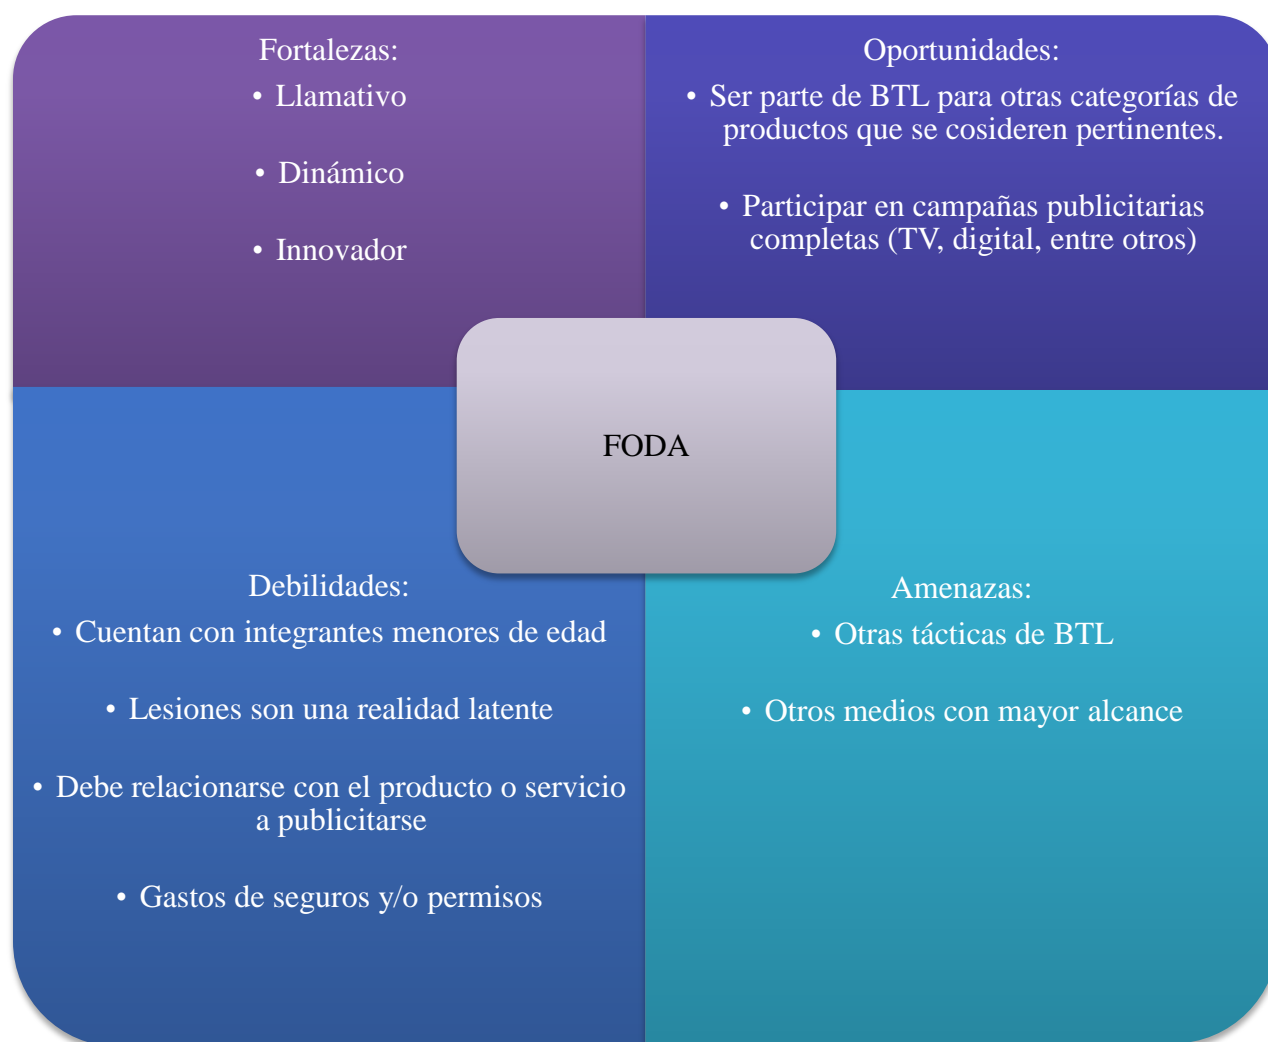 Fortalezas:
• Llamativo
• Dinámico
• Innovador
Oportunidades:
• Ser parte de BTL para otras categorías de
productos que se cosideren pertinentes.
• Participar en campañas publicitarias
completas (TV, digital, entre otros)
FODA
Debilidades:
• Cuentan con integrantes menores de edad
• Lesiones son una realidad latente
• Debe relacionarse con el producto o servicio
a publicitarse
• Gastos de seguros y/o permisos
Amenazas:
• Otras tácticas de BTL
• Otros medios con mayor alcance